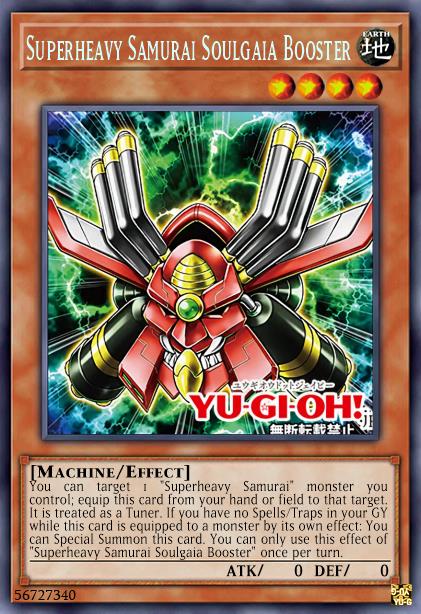 Superheavy Samurai Soulgaia Booster
EARTH
地
ユウギオウドットジェイピー
YU-GI-OH!
無断転載禁止
[Machine/Effect]
You can target 1 "Superheavy Samurai" monster you
control; equip this card from your hand or field to that target.
It is treated as a Tuner. If you have no Spells/Traps in your GY
while this card is equipped to a monster by its own effect: You
can Special Summon this card. You can only use this effect of
"Superheavy Samurai Soulgaia Booster" once per turn.
ATK/ 0 DEF/ 0
56727340